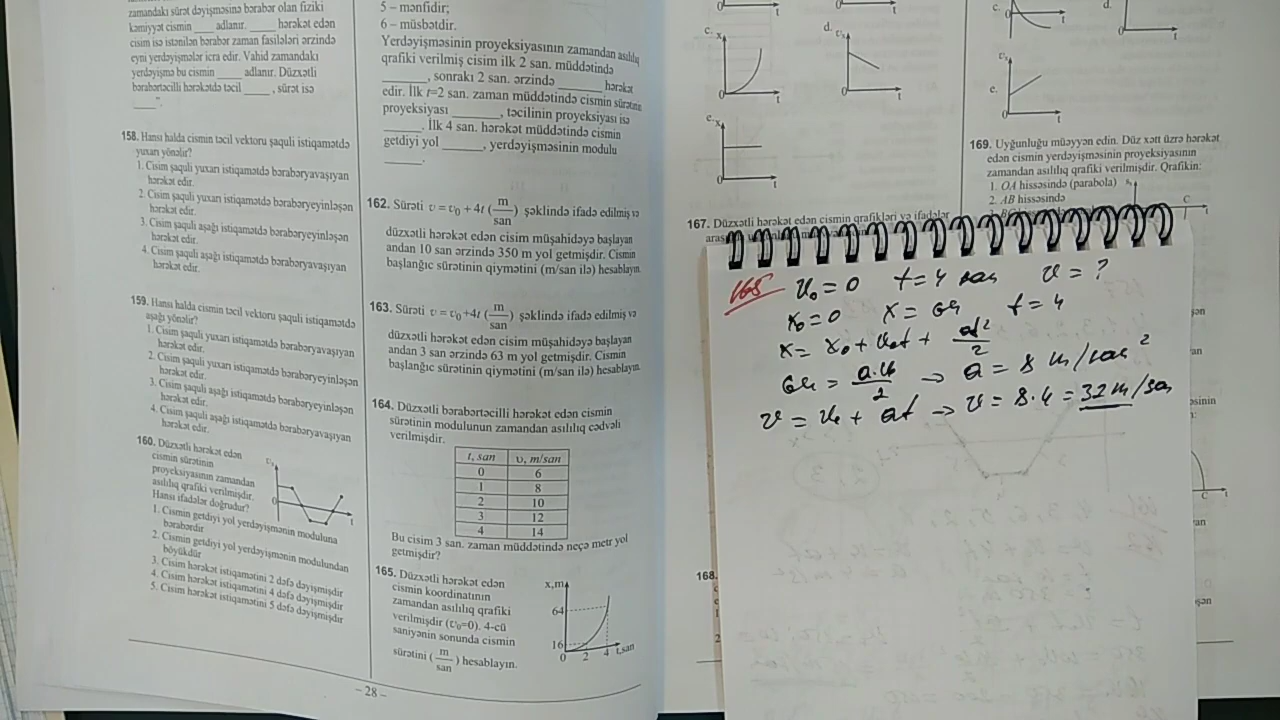 zamandakı sürət dəyişməsinə bərabər olan fiziki
kəmiyyət cismin ____ adlanır. ____ hərəkət edən
cisim isə istənilən bərabər zaman fasilələri ərzində
eyni yerdəyişmələr icra edir. Vahid zamandakı
yerdəyişmə bu cismin ____ adlanır. Düzxətli
bərabərtəcilli hərəkətdə təcil ____, sürət isə
____".
158. Hansı halda cismin təcil vektoru şaquli istiqamətdə
yuxarı yönəlir?
1. Cisim şaquli yuxarı istiqamətdə bərabəryavaşıyan
hərəkət edir.
2. Cisim şaquli yuxarı istiqamətdə bərabəryeyinləşən
hərəkət edir.
3. Cisim şaquli aşağı istiqamətdə bərabəryeyinləşən
hərəkət edir.
4. Cisim şaquli aşağı istiqamətdə bərabəryavaşıyan
hərəkət edir.
159. Hansı halda cismin təcil vektoru şaquli istiqamətdə
aşağı yönəlir?
1. Cisim şaquli yuxarı istiqamətdə bərabəryavaşıyan
hərəkət edir.
2. Cisim şaquli yuxarı istiqamətdə bərabəryeyinləşən
hərəkət edir.
3. Cisim şaquli aşağı istiqamətdə bərabəryeyinləşən
hərəkət edir.
4. Cisim şaquli aşağı istiqamətdə bərabəryavaşıyan
hərəkət edir.
160. Düzxətli hərəkət edən
cismin sürətinin
proyeksiyasının zamandan
asılılıq qrafiki verilmişdir.
Hansı ifadələr doğrudur?
υx
0
t
1. Cismin getdiyi yol yerdəyişmənin moduluna
bərabərdir
2. Cismin getdiyi yol yerdəyişmənin modulundan
böyükdür
3. Cisim hərəkət istiqamətini 2 dəfə dəyişmişdir
4. Cisim hərəkət istiqamətini 4 dəfə dəyişmişdir
5. Cisim hərəkət istiqamətini 5 dəfə dəyişmişdir
5 – mənfidir;
6 – müsbətdir.
Yerdəyişməsinin proyeksiyasının zamandan asılılıq
qrafiki verilmiş cisim ilk 2 san. müddətində
____, sonrakı 2 san. ərzində ____ hərəkət
edir. İlk t=2 san. zaman müddətində cismin sürətinin
proyeksiyası ____, təcilinin proyeksiyası isə
____. İlk 4 san. hərəkət müddətində cismin
getdiyi yol ____, yerdəyişməsinin modulu
____.
162. Sürəti υ = υ0 + 4t (m/san) şəklində ifadə edilmiş və
düzxətli hərəkət edən cisim müşahidəyə başlayan
andan 10 san ərzində 350 m yol getmişdir. Cismin
başlanğıc sürətinin qiymətini (m/san ilə) hesablayın.
163. Sürəti υ = υ0+4t (m/san) şəklində ifadə edilmiş və
düzxətli hərəkət edən cisim müşahidəyə başlayan
andan 3 san ərzində 63 m yol getmişdir. Cismin
başlanğıc sürətinin qiymətini (m/san ilə) hesablayın.
164. Düzxətli bərabərtəcilli hərəkət edən cismin
sürətinin modulunun zamandan asılılıq cədvəli
verilmişdir.
t, san υ, m/san
0 6
1 8
2 10
3 12
4 14
Bu cisim 3 san. zaman müddətində neçə metr yol
getmişdir?
165. Düzxətli hərəkət edən
cismin koordinatının
zamandan asılılıq qrafiki
verilmişdir (υ0=0). 4-cü
saniyənin sonunda cismin
sürətini (m/san) hesablayın.
x,m
64
16
0 2 4 t,san
– 28 –
0 t
c. x
0 t
d. υx
0 t
e. x
0 t
167. Düzxətli hərəkət edən cismin qrafikləri və ifadələr
168.
c. 0 t
d. t
e. υx
0 t
169. Uyğunluğu müəyyən edin. Düz xətt üzrə hərəkət
edən cismin yerdəyişməsinin proyeksiyasının
zamandan asılılıq qrafiki verilmişdir. Qrafikin:
1. OA hissəsində (parabola)
2. AB hissəsində
C
165 υ0 = 0 t = 4 san υ = ?
x0 = 0 x = 64 t = 4
x = x0 + υ0t + at²/2
64 = a·16/2 → a = 8 m/san²
υ = υ0 + at → υ = 8·4 = 32 m/san